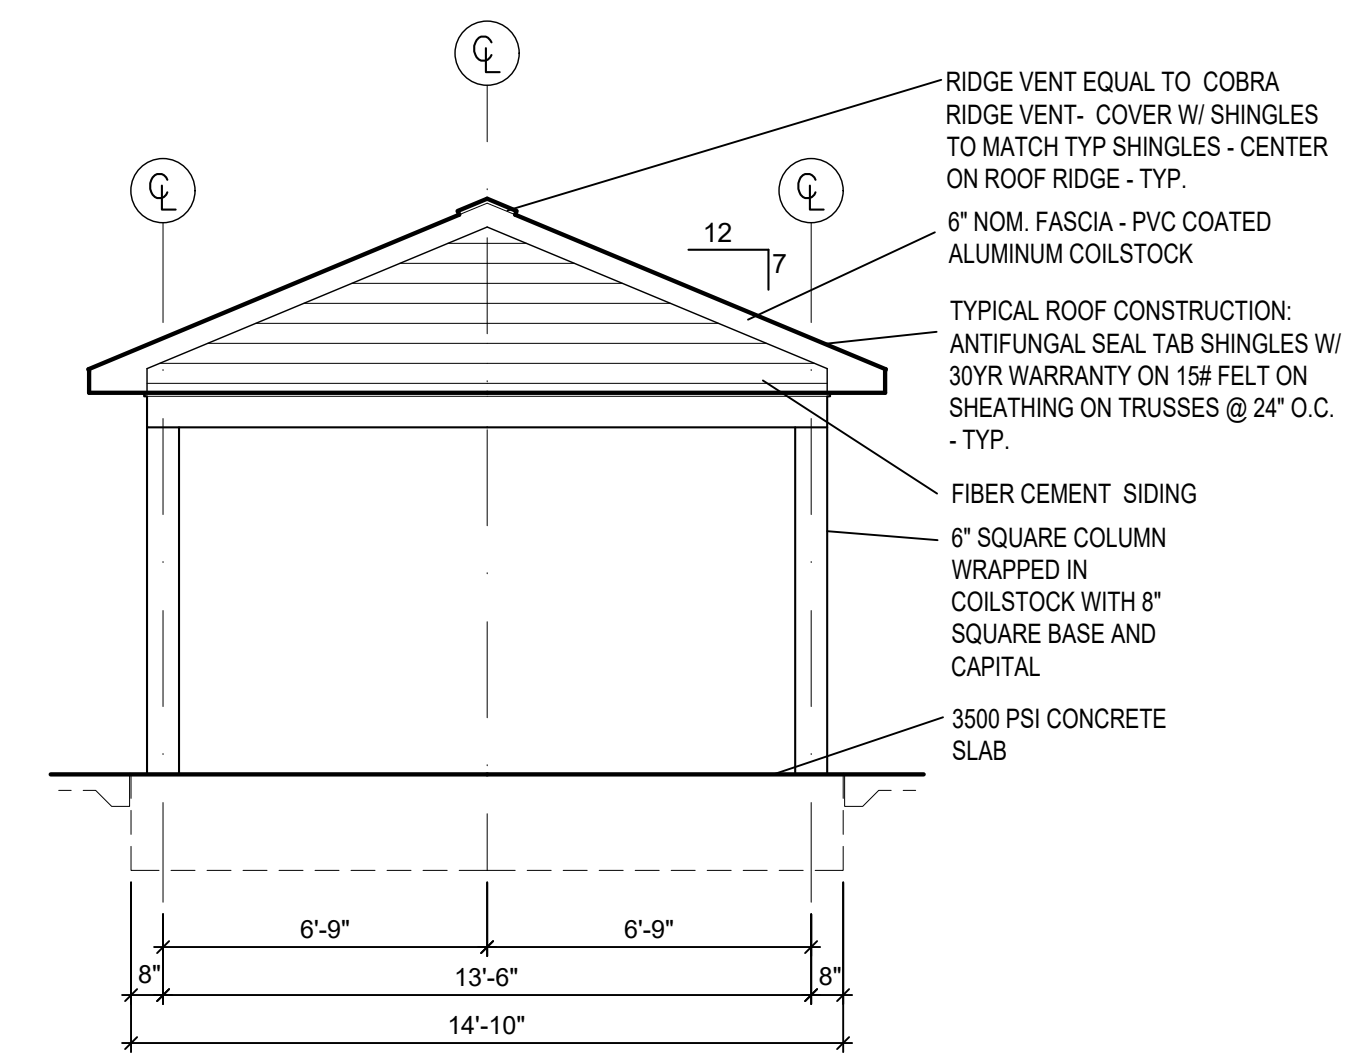 ℄
℄
℄
RIDGE VENT EQUAL TO COBRA
RIDGE VENT- COVER W/ SHINGLES
TO MATCH TYP SHINGLES - CENTER
ON ROOF RIDGE - TYP.
6" NOM. FASCIA - PVC COATED
ALUMINUM COILSTOCK
12
7
TYPICAL ROOF CONSTRUCTION:
ANTIFUNGAL SEAL TAB SHINGLES W/
30YR WARRANTY ON 15# FELT ON
SHEATHING ON TRUSSES @ 24" O.C.
- TYP.
FIBER CEMENT SIDING
6" SQUARE COLUMN
WRAPPED IN
COILSTOCK WITH 8"
SQUARE BASE AND
CAPITAL
3500 PSI CONCRETE
SLAB
6'-9" 6'-9"
8" 13'-6" 8"
14'-10"